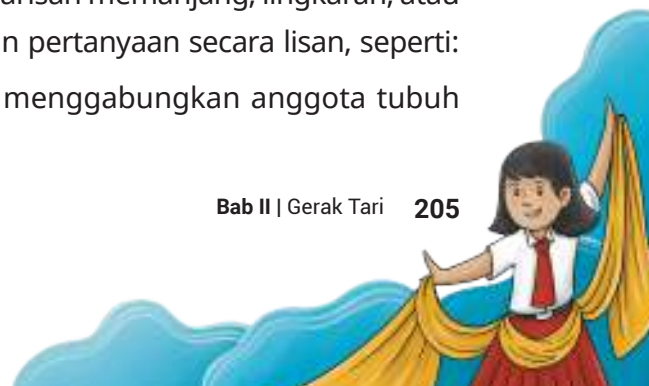 memanjang, lingkaran, atau
n pertanyaan secara lisan, seperti:
menggabungkan anggota tubuh
Bab II | Gerak Tari 205